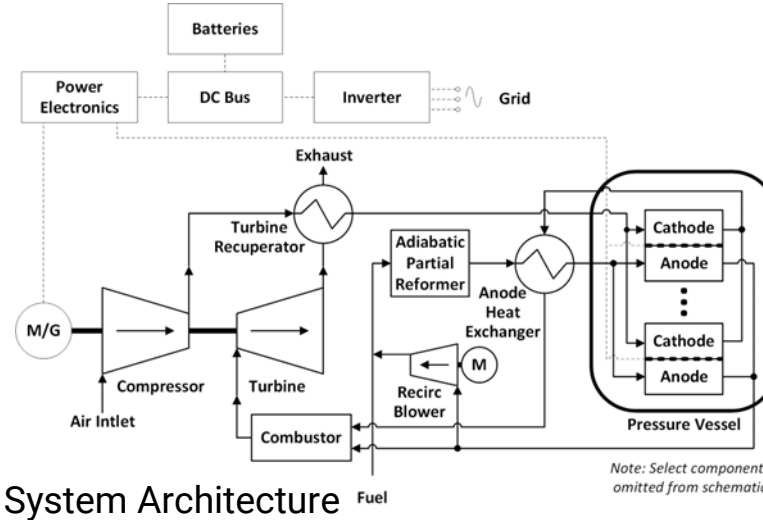 Batteries
Power
Electronics
DC Bus
Inverter
Grid
Exhaust
Turbine
Recuperator
Adiabatic
Partial
Reformer
Anode
Heat
Exchanger
Cathode
Anode
Cathode
Anode
M/G
Compressor
Turbine
M
Recirc
Blower
Air Intlet
Combustor
Pressure Vessel
Fuel
Note: Select component
omitted from schematic
System Architecture